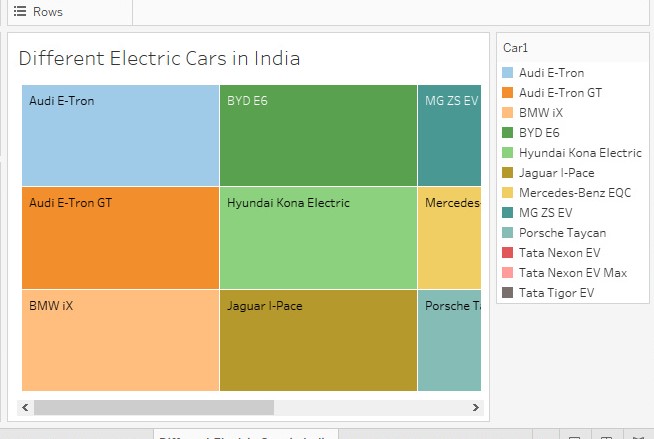 Rows
Different Electric Cars in India
Audi E-Tron
BYD E6
MG ZS EV
Audi E-Tron GT
Hyundai Kona Electric
Mercedes-
BMW iX
Jaguar I-Pace
Porsche T
Car1
Audi E-Tron
Audi E-Tron GT
BMW iX
BYD E6
Hyundai Kona Electric
Jaguar I-Pace
Mercedes-Benz EQC
MG ZS EV
Porsche Taycan
Tata Nexon EV
Tata Nexon EV Max
Tata Tigor EV